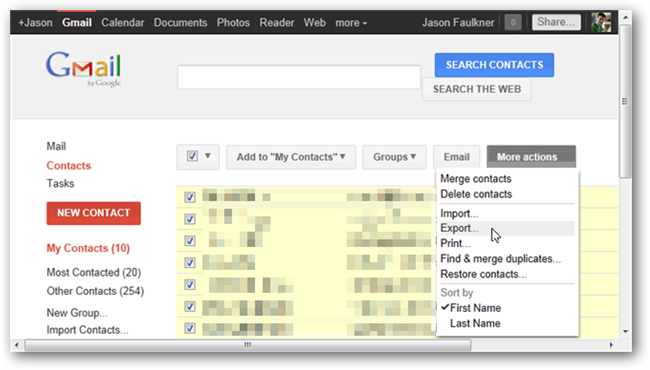 +Jason Gmail Calendar Documents Photos Reader Web more Jason Faulkner 0 Share...
Gmail
by Google
SEARCH CONTACTS
SEARCH THE WEB
Mail
Contacts
Tasks
Add to "My Contacts" Groups Email More actions
NEW CONTACT
My Contacts (10)
Most Contacted (20)
Other Contacts (254)
New Group...
Import Contacts...
Merge contacts
Delete contacts
Import...
Export...
Print...
Find & merge duplicates...
Restore contacts...
Sort by
First Name
Last Name